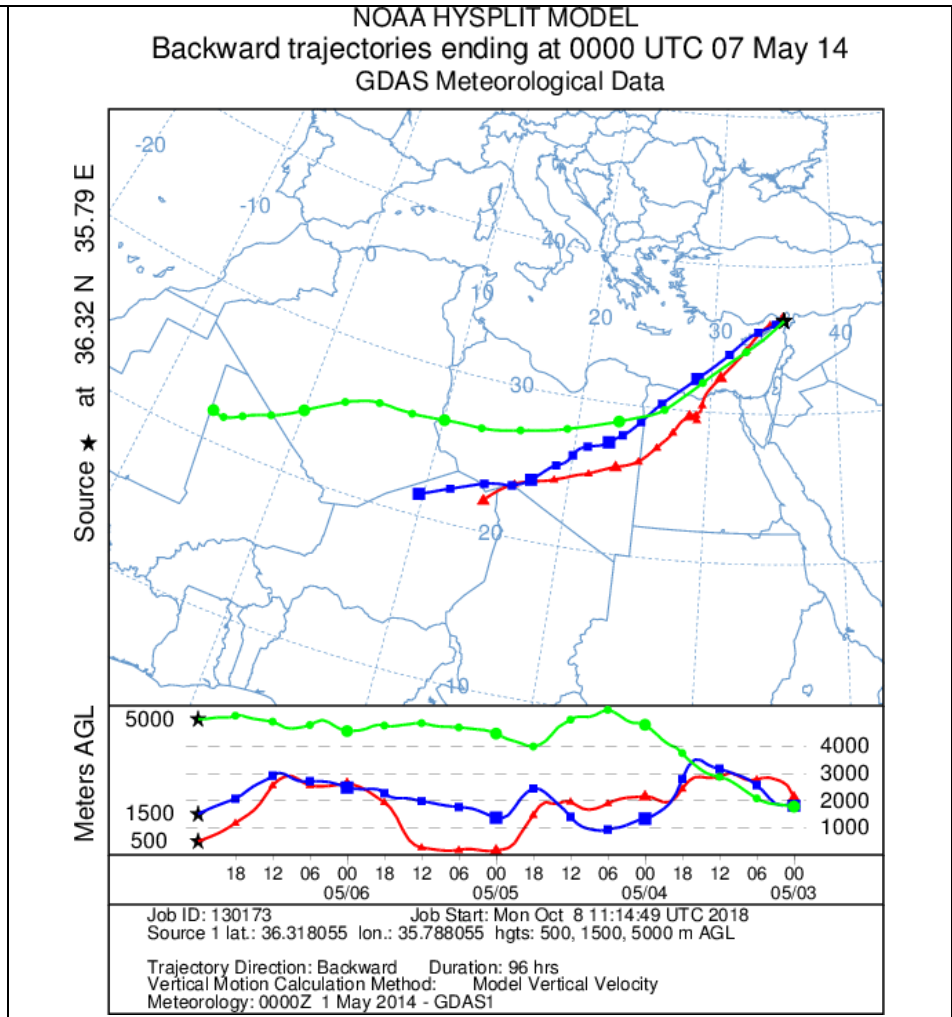 NOAA HYSPLIT MODEL
Backward trajectories ending at 0000 UTC 07 May 14
GDAS Meteorological Data
Source ★ at 36.32 N 35.79 E
-20
-10
0
10
40
20
30
40
30
20
10
Meters AGL
5000
1500
500
4000
3000
2000
1000
18 12 06 00 18 12 06 00 18 12 06 00 18 12 06 00
05/06 05/05 05/04 05/03
Job ID: 130173 Job Start: Mon Oct 8 11:14:49 UTC 2018
Source 1 lat.: 36.318055 lon.: 35.788055 hgts: 500, 1500, 5000 m AGL
Trajectory Direction: Backward Duration: 96 hrs
Vertical Motion Calculation Method: Model Vertical Velocity
Meteorology: 0000Z 1 May 2014 - GDAS1